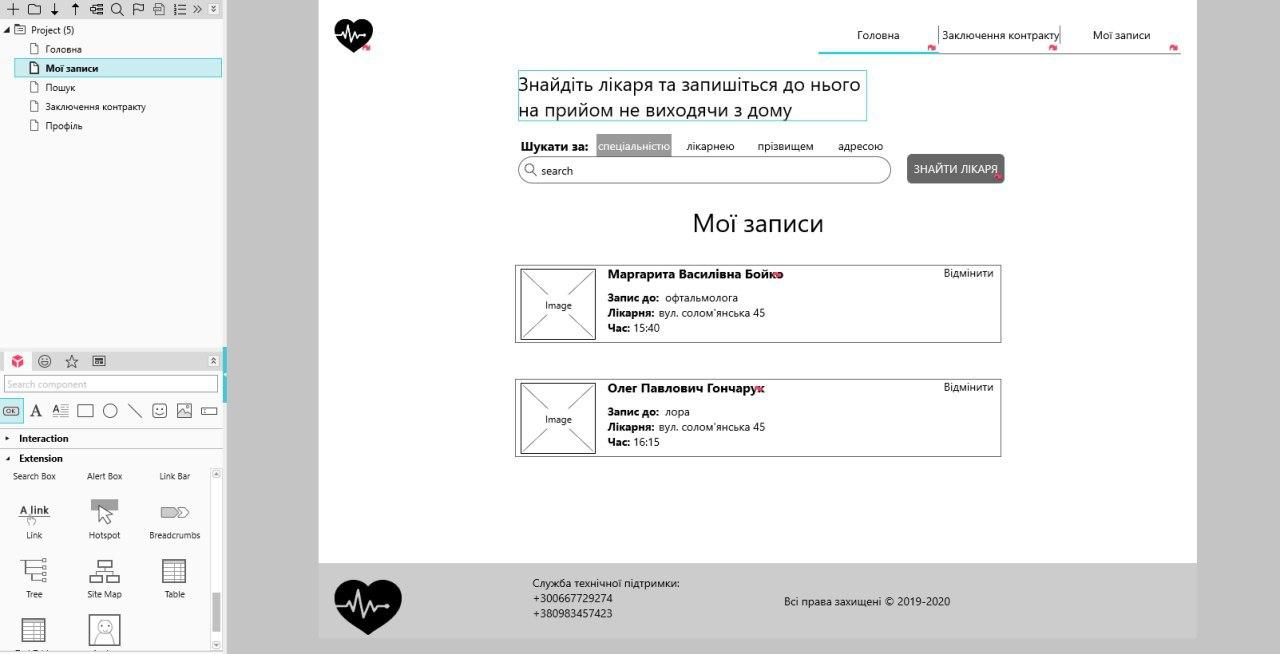 Project (5)
Головна
Мої записи
Пошук
Заключення контракту
Профіль
Search component
OK
A
Interaction
Extension
Search Box
Alert Box
Link Bar
A link
Link
Hotspot
Breadcrumbs
Tree
Site Map
Table
Головна
Заключення контракту
Мої записи
Знайдіть лікаря та запишіться до нього
на прийом не виходячи з дому
Шукати за: спеціальністю лікарнею прізвищем адресою
search
ЗНАЙТИ ЛІКАРЯ
Мої записи
Image
Маргарита Василівна Бойко
Відмінити
Запис до: офтальмолога
Лікарня: вул. солом'янська 45
Час: 15:40
Image
Олег Павлович Гончарук
Відмінити
Запис до: лора
Лікарня: вул. солом'янська 45
Час: 16:15
Служба технічної підтримки:
+300667729274
+380983457423
Всі права захищені © 2019-2020